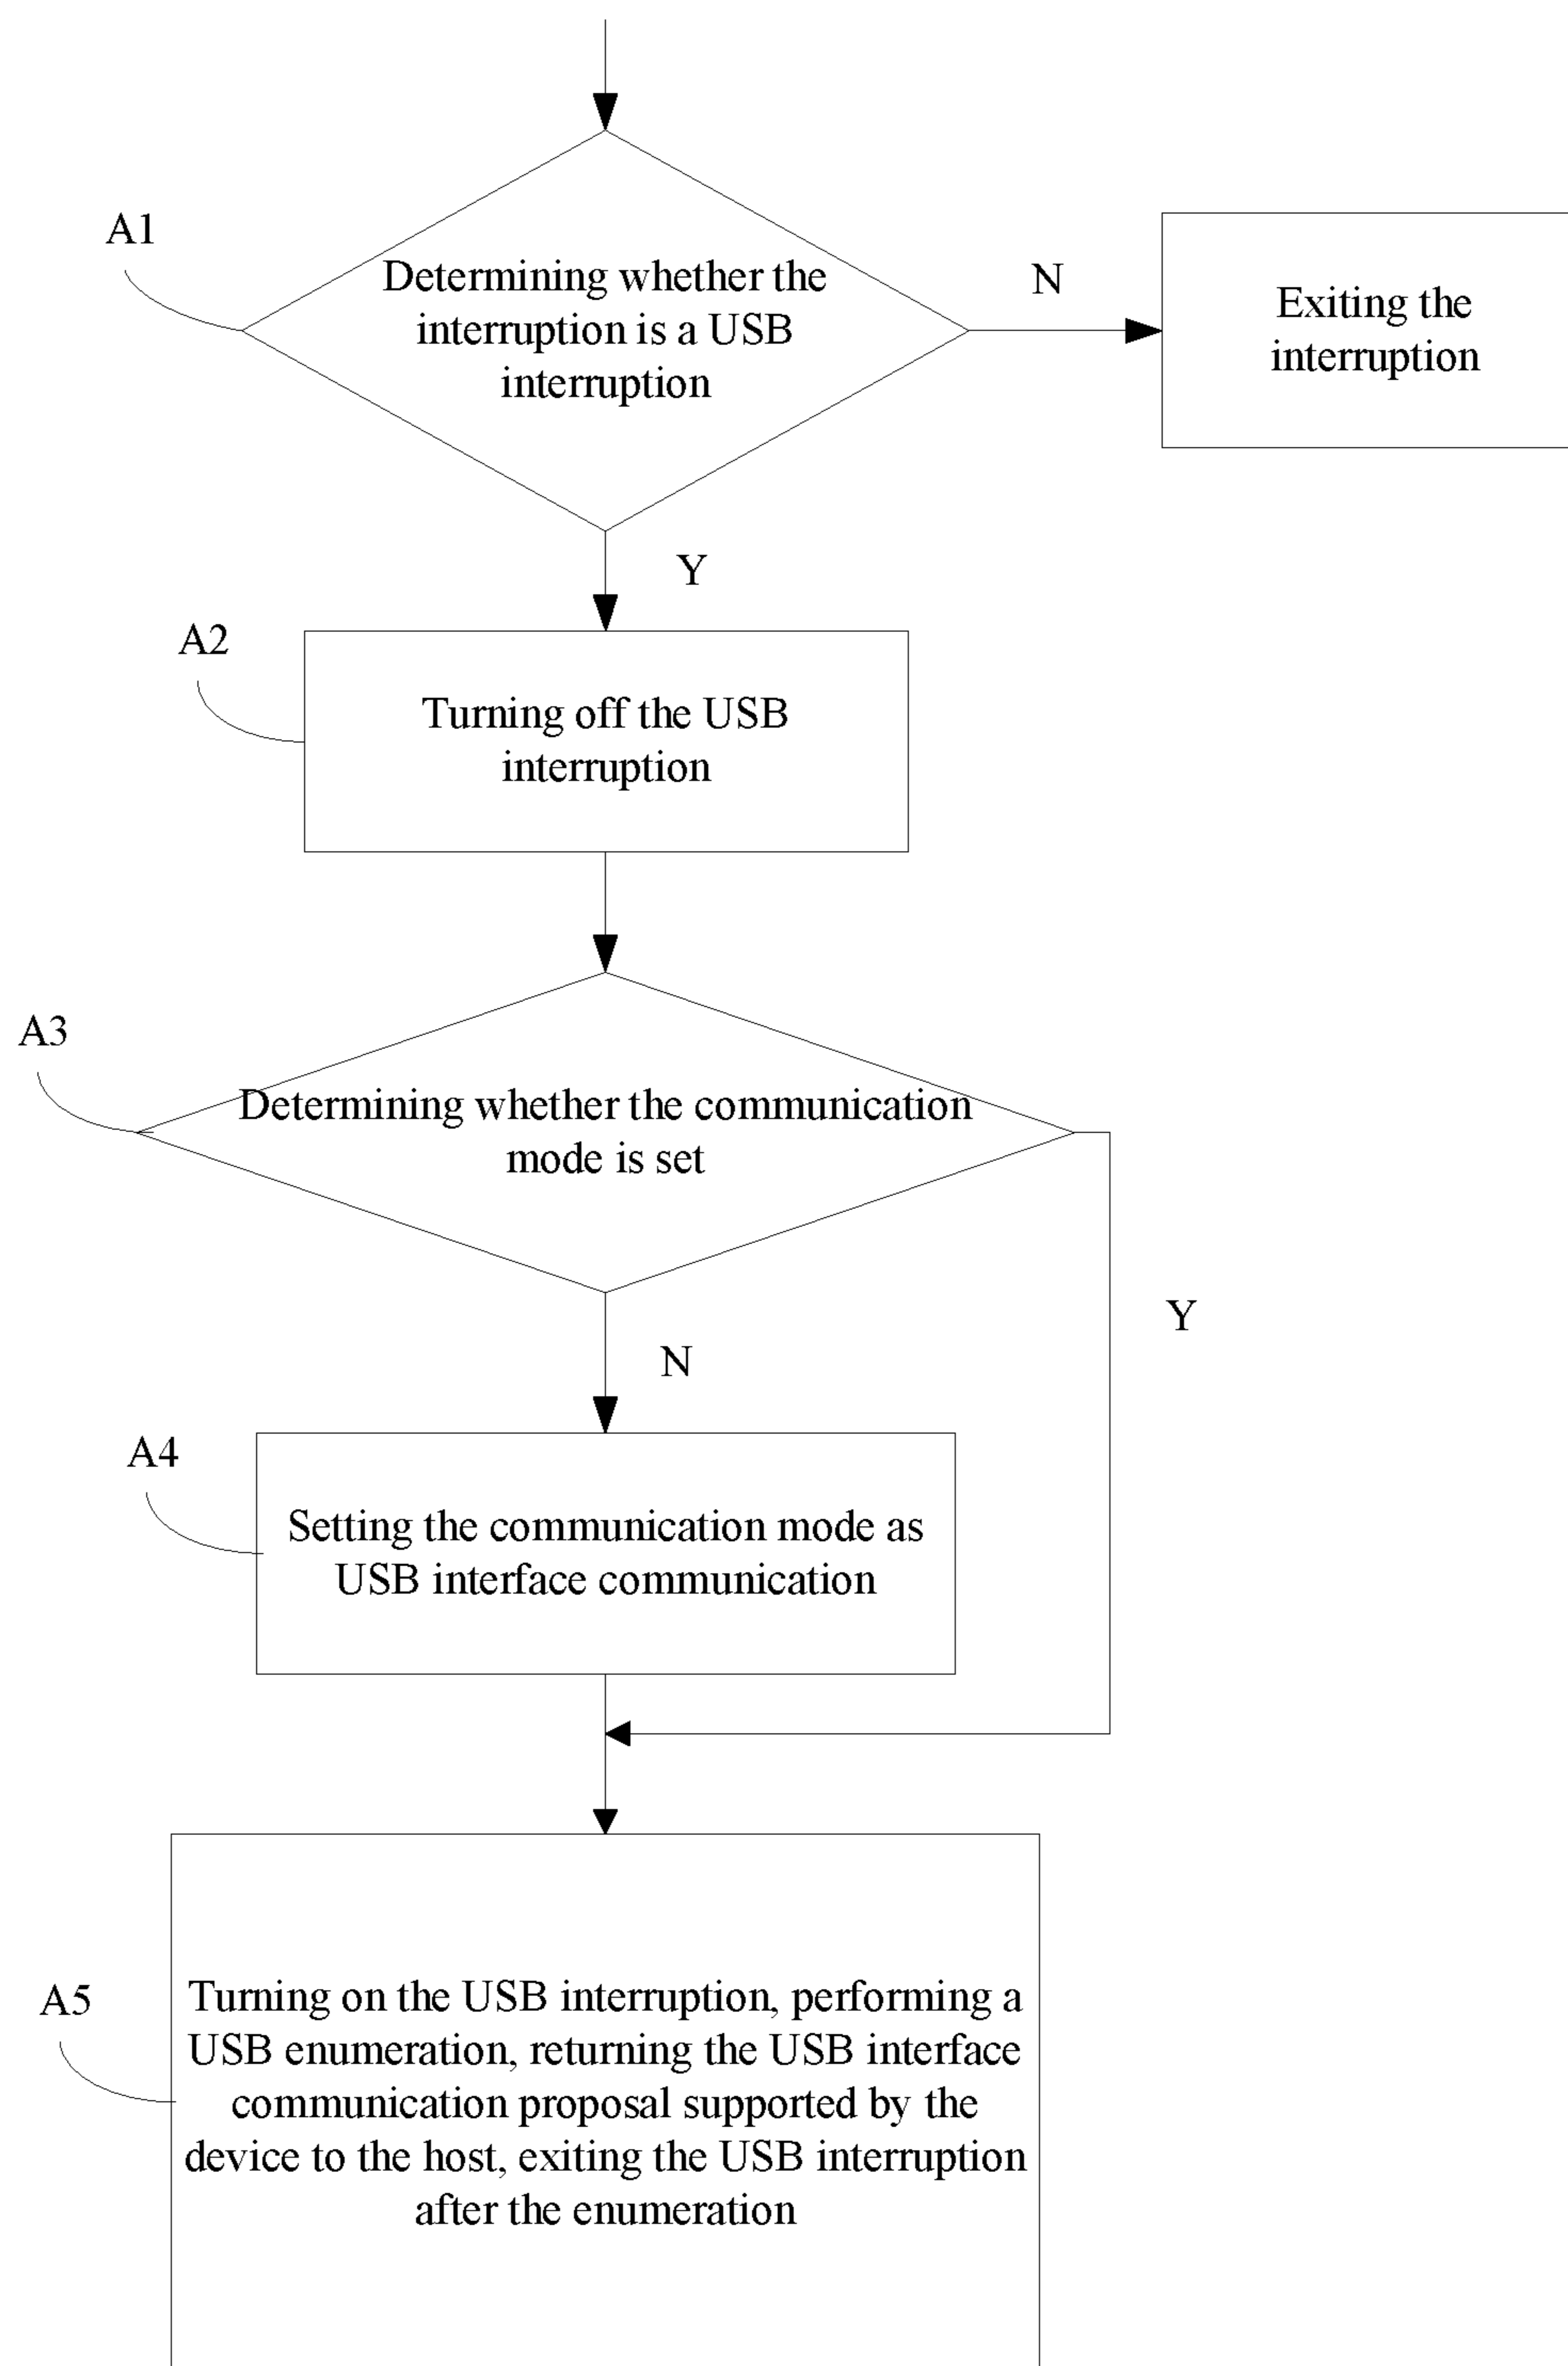 A1
Determining whether the
interruption is a USB
interruption
N
Exiting the
interruption
Y
A2
Turning off the USB
interruption
A3
Determining whether the communication
mode is set
Y
N
A4
Setting the communication mode as
USB interface communication
A5
Turning on the USB interruption, performing a
USB enumeration, returning the USB interface
communication proposal supported by the
device to the host, exiting the USB interruption
after the enumeration